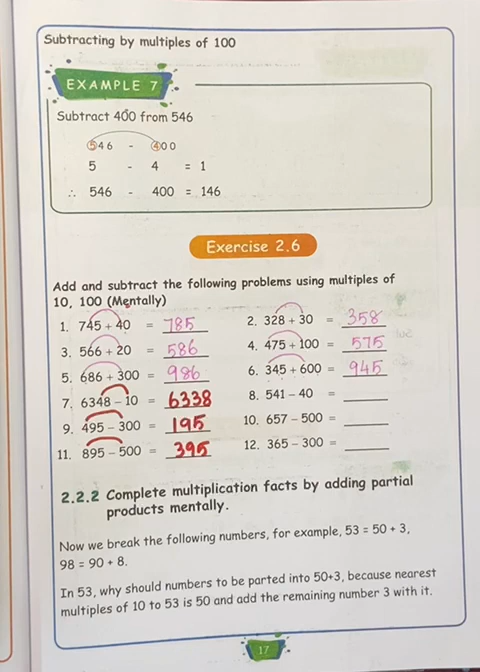 Subtracting by multiples of 100
EXAMPLE 7
Subtract 400 from 546
546 - 400
5 - 4 = 1
∴ 546 - 400 = 146
Exercise 2.6
Add and subtract the following problems using multiples of
10, 100 (Mentally)
1. 745 + 40 = 785
2. 328 + 30 = 358
3. 566 + 20 = 586
4. 475 + 100 = 575
5. 686 + 300 = 986
6. 345 + 600 = 945
7. 6348 – 10 = 6338
8. 541 – 40 =
9. 495 – 300 = 195
10. 657 – 500 =
11. 895 – 500 = 395
12. 365 – 300 =
2.2.2 Complete multiplication facts by adding partial
products mentally.
Now we break the following numbers, for example, 53 = 50 + 3,
98 = 90 + 8.
In 53, why should numbers to be parted into 50+3, because nearest
multiples of 10 to 53 is 50 and add the remaining number 3 with it.
17